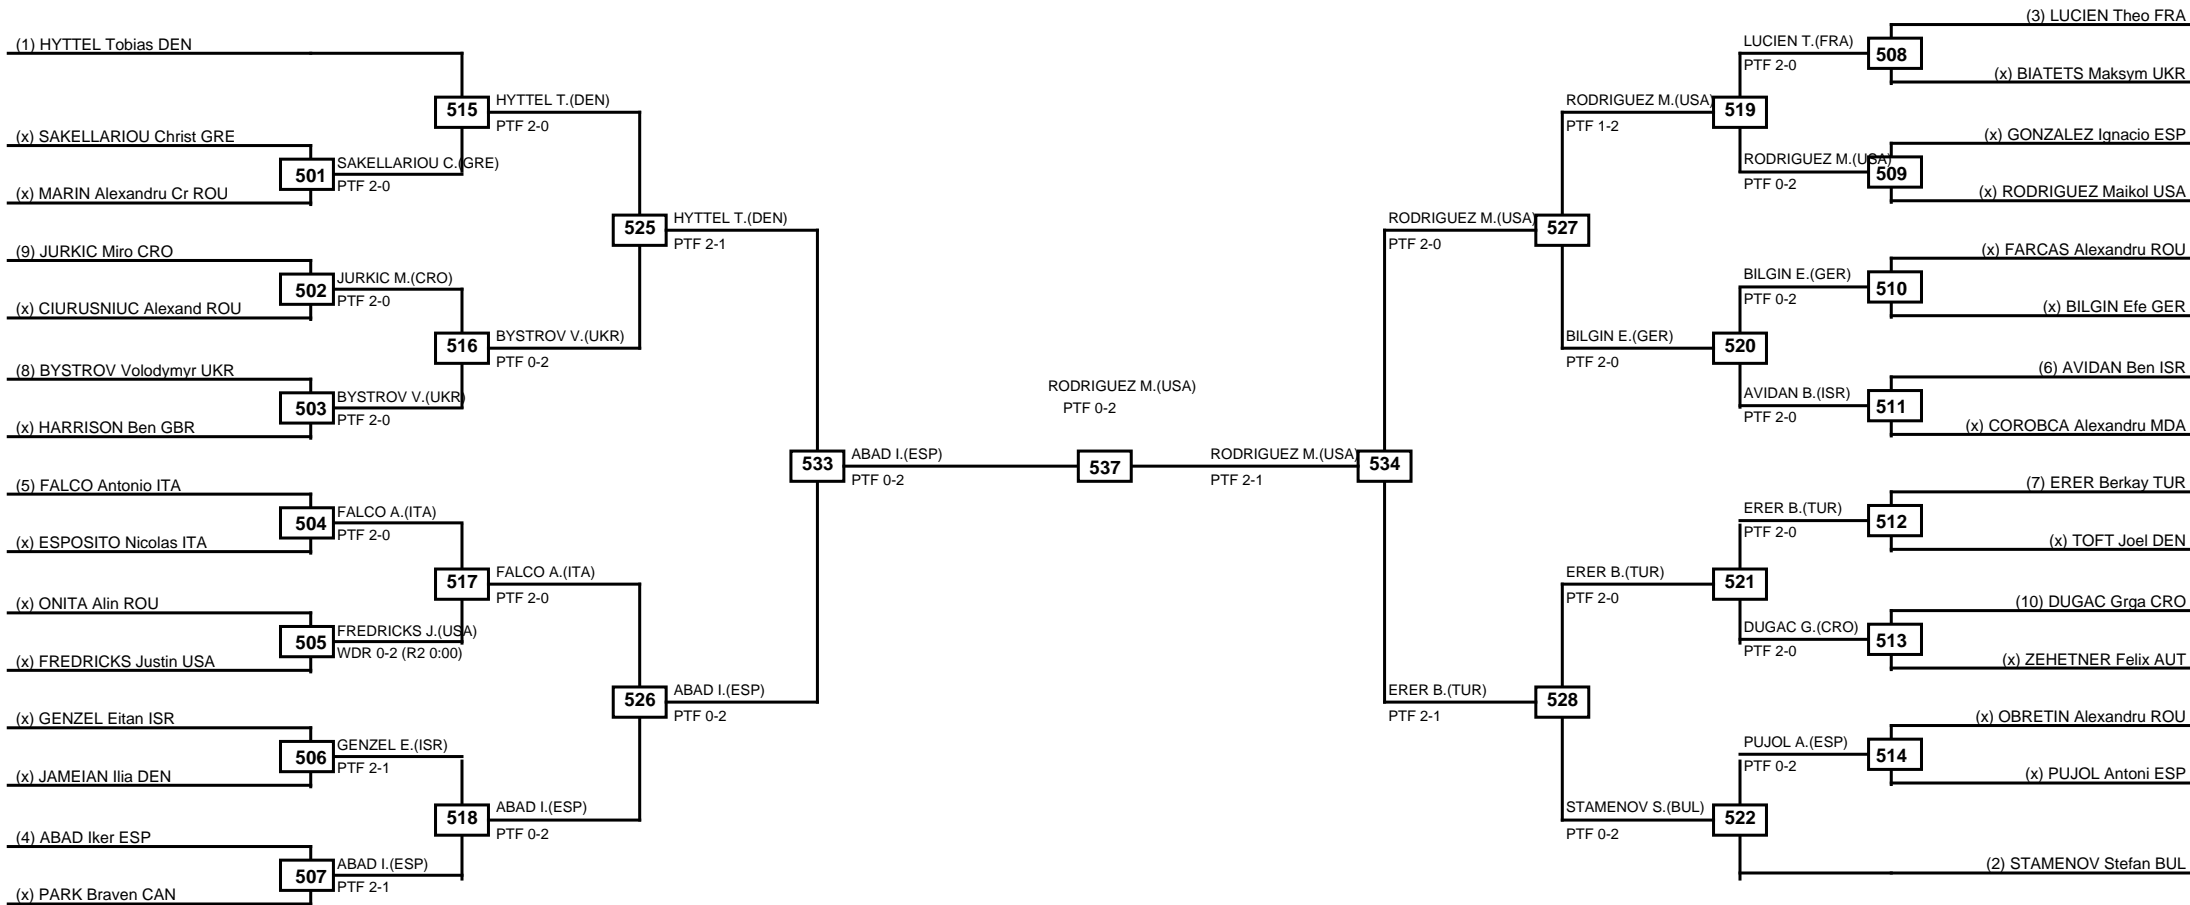 (1) HYTTEL Tobias DEN
(x) SAKELLARIOU Christ GRE
(x) MARIN Alexandru Cr ROU
(9) JURKIC Miro CRO
(x) CIURUSNIUC Alexand ROU
(8) BYSTROV Volodymyr UKR
(x) HARRISON Ben GBR
(5) FALCO Antonio ITA
(x) ESPOSITO Nicolas ITA
(x) ONITA Alin ROU
(x) FREDRICKS Justin USA
(x) GENZEL Eitan ISR
(x) JAMEIAN Ilia DEN
(4) ABAD Iker ESP
(x) PARK Braven CAN
501
SAKELLARIOU C.(GRE)
PTF 2-0
502
JURKIC M.(CRO)
PTF 2-0
503
BYSTROV V.(UKR)
PTF 2-0
504
FALCO A.(ITA)
PTF 2-0
505
FREDRICKS J.(USA)
WDR 0-2 (R2 0:00)
506
GENZEL E.(ISR)
PTF 2-1
507
ABAD I.(ESP)
PTF 2-1
515
HYTTEL T.(DEN)
PTF 2-0
516
BYSTROV V.(UKR)
PTF 0-2
517
FALCO A.(ITA)
PTF 2-0
518
ABAD I.(ESP)
PTF 0-2
525
HYTTEL T.(DEN)
PTF 2-1
526
ABAD I.(ESP)
PTF 0-2
533
ABAD I.(ESP)
PTF 0-2
RODRIGUEZ M.(USA)
PTF 0-2
537
RODRIGUEZ M.(USA)
PTF 2-1
534
RODRIGUEZ M.(USA)
PTF 2-0
527
ERER B.(TUR)
PTF 2-1
528
RODRIGUEZ M.(USA)
PTF 1-2
519
BILGIN E.(GER)
PTF 2-0
520
ERER B.(TUR)
PTF 2-0
521
STAMENOV S.(BUL)
PTF 0-2
522
LUCIEN T.(FRA)
PTF 2-0
508
RODRIGUEZ M.(USA)
PTF 0-2
509
BILGIN E.(GER)
PTF 0-2
510
AVIDAN B.(ISR)
PTF 2-0
511
ERER B.(TUR)
PTF 2-0
512
DUGAC G.(CRO)
PTF 2-0
513
PUJOL A.(ESP)
PTF 0-2
514
(3) LUCIEN Theo FRA
(x) BIATETS Maksym UKR
(x) GONZALEZ Ignacio ESP
(x) RODRIGUEZ Maikol USA
(x) FARCAS Alexandru ROU
(x) BILGIN Efe GER
(6) AVIDAN Ben ISR
(x) COROBCA Alexandru MDA
(7) ERER Berkay TUR
(x) TOFT Joel DEN
(10) DUGAC Grga CRO
(x) ZEHETNER Felix AUT
(x) OBRETIN Alexandru ROU
(x) PUJOL Antoni ESP
(2) STAMENOV Stefan BUL